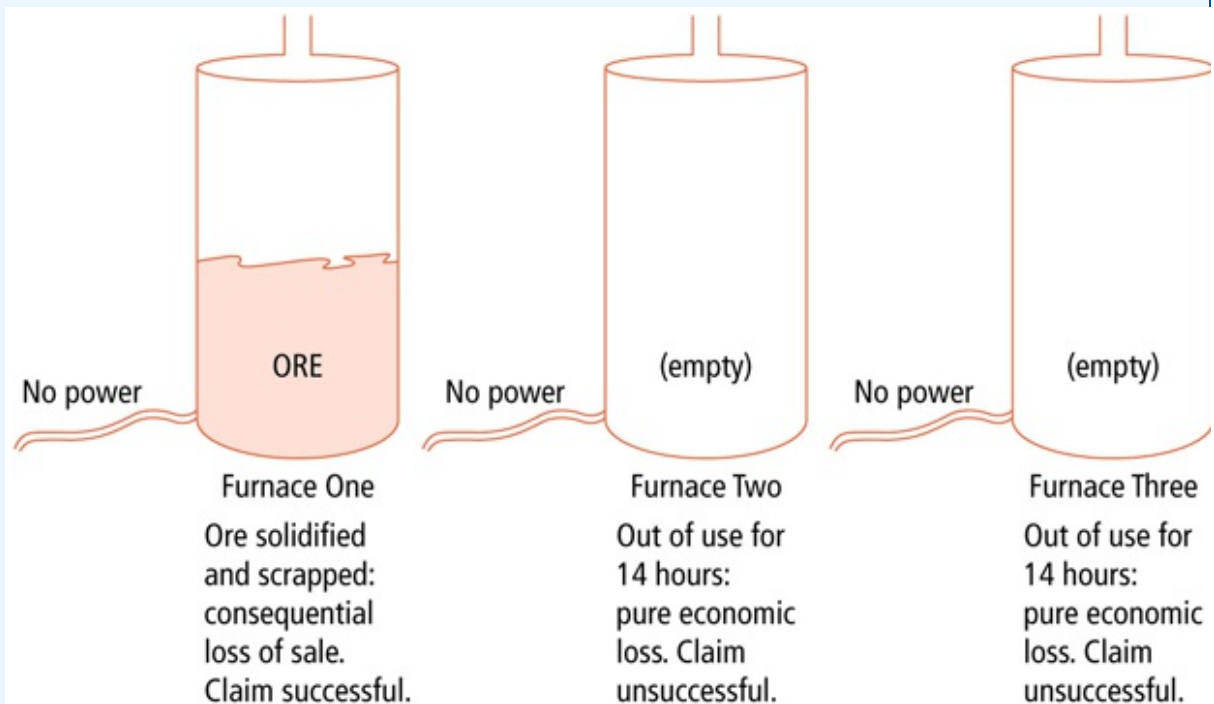 ORE
No power
Furnace One
Ore solidified
and scrapped:
consequential
loss of sale.
Claim successful.
(empty)
No power
Furnace Two
Out of use for
14 hours:
pure economic
loss. Claim
unsuccessful.
(empty)
No power
Furnace Three
Out of use for
14 hours:
pure economic
loss. Claim
unsuccessful.